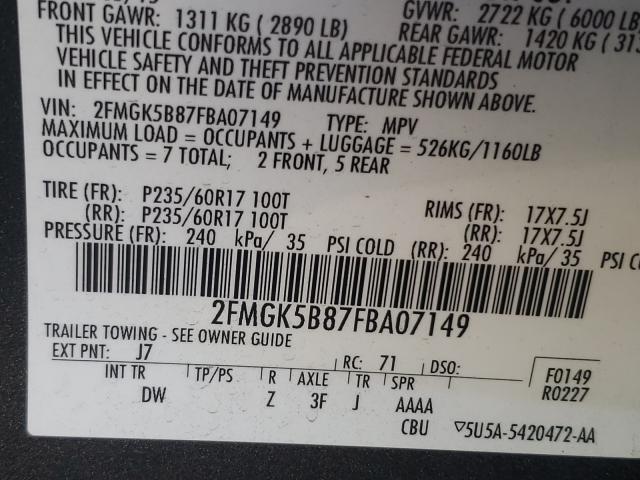 FRONT GAWR: 1311 KG ( 2890 LB)
GVWR: 2722 KG ( 6000 LB
REAR GAWR: 1420 KG (
THIS VEHICLE CONFORMS TO ALL APPLICABLE FEDERAL MOTOR
VEHICLE SAFETY AND THEFT PREVENTION STANDARDS
IN EFFECT ON THE DATE OF MANUFACTURE SHOWN ABOVE.
VIN: 2FMGK5B87FBA07149 TYPE: MPV
MAXIMUM LOAD = OCCUPANTS + LUGGAGE = 526KG/1160LB
OCCUPANTS = 7 TOTAL; 2 FRONT, 5 REAR
TIRE (FR): P235/60R17 100T RIMS (FR): 17X7.5J
(RR): P235/60R17 100T (RR): 17X7.5J
PRESSURE (FR): 240 kPa/ 35 PSI COLD (RR): 240 kPa/ 35 PSI
2FMGK5B87FBA07149
TRAILER TOWING - SEE OWNER GUIDE
EXT PNT: J7 RC: 71 DSO:
F0149
R0227
INT TR TP/PS R AXLE TR SPR
DW Z 3F J AAAA
CBU ▽5U5A-5420472-AA